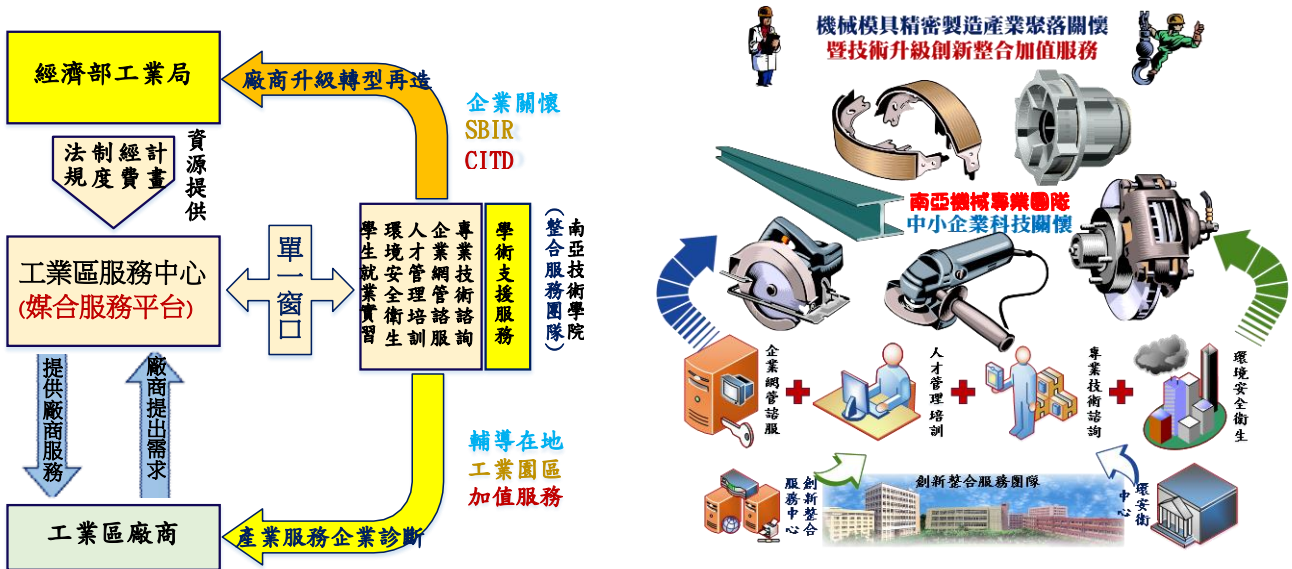 經濟部工業局
廠商升級轉型再造
企業關懷
SBIR
CITD
法規
制度
經費
計畫
資源提供
工業區服務中心
(媒合服務平台)
單一窗口
學生就業實習
環境安全衛生
人才管理培訓
企業網管諮服
專業技術諮詢
學術支援服務
南亞技術學院
(整合服務團隊)
提供廠商服務
廠商提出需求
輔導在地
工業園區
加值服務
工業區廠商
產業服務企業診斷
機械模具精密製造產業聚落關懷
暨技術升級創新整合加值服務
南亞機械專業團隊
中小企業科技關懷
企業網管諮服
人才管理培訓
專業技術諮詢
環境安全衛生
創新整合
服務中心
創新整合服務團隊
環安衛
中心